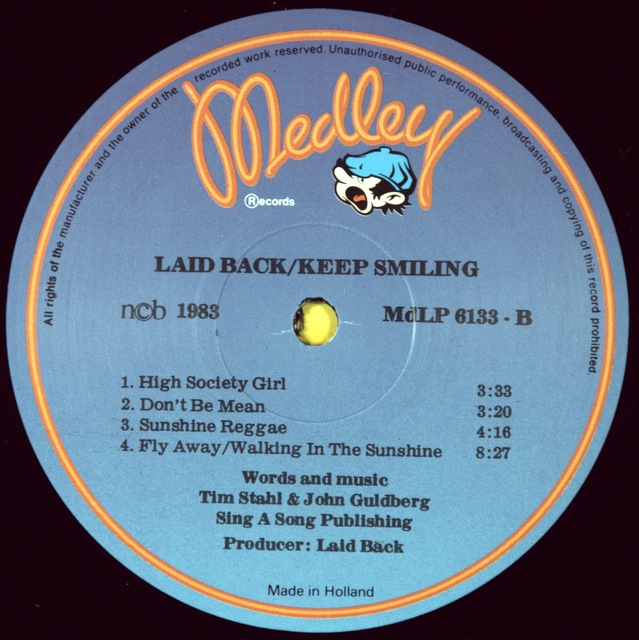 All rights of the manufacturer and the owner of the recorded work reserved. Unauthorised public performance, broadcasting and copying of this record prohibited.
Medley
Ⓡecords
LAID BACK/KEEP SMILING
ncb 1983
MdLP 6133 - B
1. High Society Girl 3:33
2. Don't Be Mean 3:20
3. Sunshine Reggae 4:16
4. Fly Away/Walking In The Sunshine 8:27
Words and music
Tim Stahl & John Guldberg
Sing A Song Publishing
Producer: Laid Back
Made in Holland